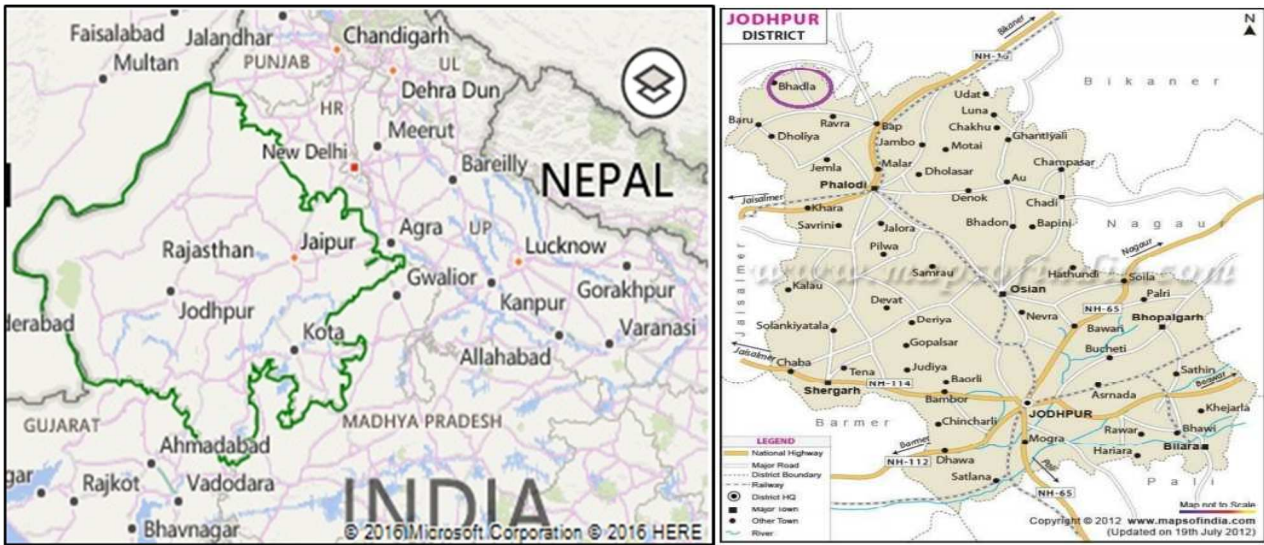 Faisalabad
Jalandhar
Chandigarh
Multan
PUNJAB
UL
Dehra Dun
HR
Meerut
New Delhi
Bareilly
NEPAL
Agra
UP
Rajasthan
Jaipur
Lucknow
Gwalior
Gorakhpur
Jodhpur
Kanpur
derabad
Kota
Varanasi
Allahabad
GUJARAT
MADHYA PRADESH
Ahmadabad
gar
Rajkot
Vadodara
INDIA
Bhavnagar
© 2016 Microsoft Corporation © 2016 HERE
JODHPUR
DISTRICT
N
Bikaner
Bhadla
Bikaner
Udat
Luna
Baru
Ravra
Bap
Chakhu
Ghantiyali
Dholiya
Jambo
Motai
Jemla
Malar
Dholasar
Champasar
Phalodi
Au
Jaisalmer
Denok
Chadi
Khara
Savrini
Jalora
Bhadon
Bapini
Nagaur
Pilwa
Nagaur
www.mapsofindia.com
Samrau
Hathundi
Soila
Jaisalmer
Kalau
Osian
Palri
Devat
NH-65
Solankiyatala
Deriya
Nevra
Bhopalgarh
Bawari
Jaisalmer
Gopalsar
Bucheti
Chaba
Tena
Judiya
Sathin
NH-114
Baorli
Beawar
Shergarh
Bambor
Asrnada
JODHPUR
Khejarla
Barmer
Chincharli
Rawar
Bhawi
Mogra
Bilara
Barmer
Hariara
NH-112
Dhawa
Pali
Satlana
Pali
NH-65
LEGEND
National Highway
Major Road
District Boundary
Railway
District HQ
Major Town
Other Town
River
Map not to Scale
Copyright © 2012 www.mapsofindia.com
(Updated on 19th July 2012)